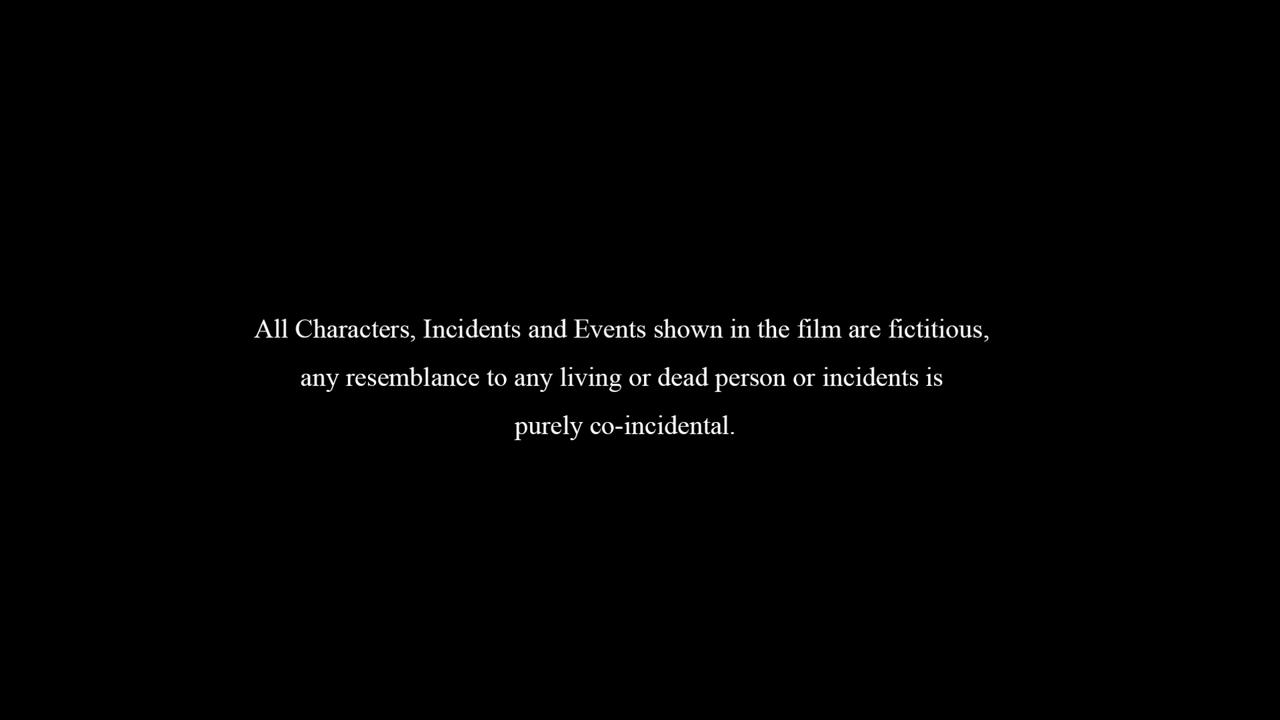 All Characters, Incidents and Events shown in the film are fictitious,
any resemblance to any living or dead person or incidents is
purely co-incidental.